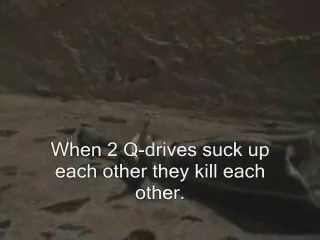 When 2 Q-drives suck up
each other they kill each
other.